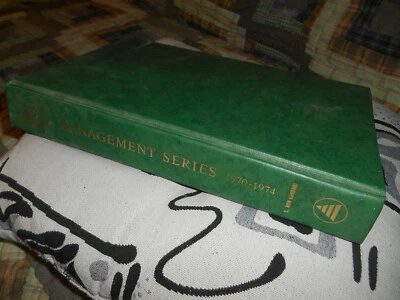 MANAGEMENT SERIES 1970-1974